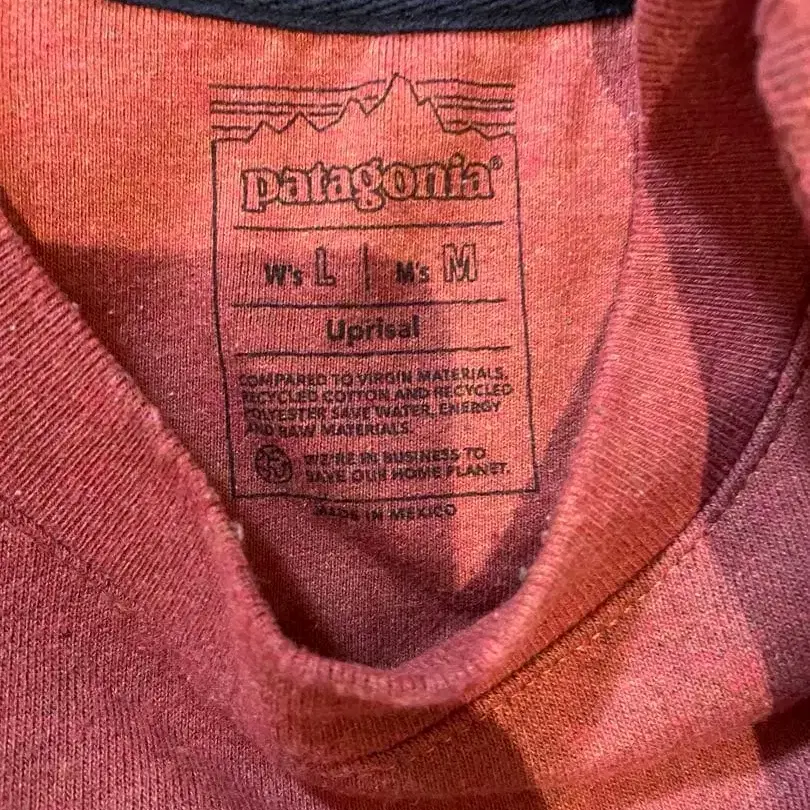 patagonia®
W's L | M's M
Uprisal
COMPARED TO VIRGIN MATERIALS,
RECYCLED COTTON AND RECYCLED
POLYESTER SAVE WATER, ENERGY
AND RAW MATERIALS.
WE'RE IN BUSINESS TO
SAVE OUR HOME PLANET.
MADE IN MEXICO